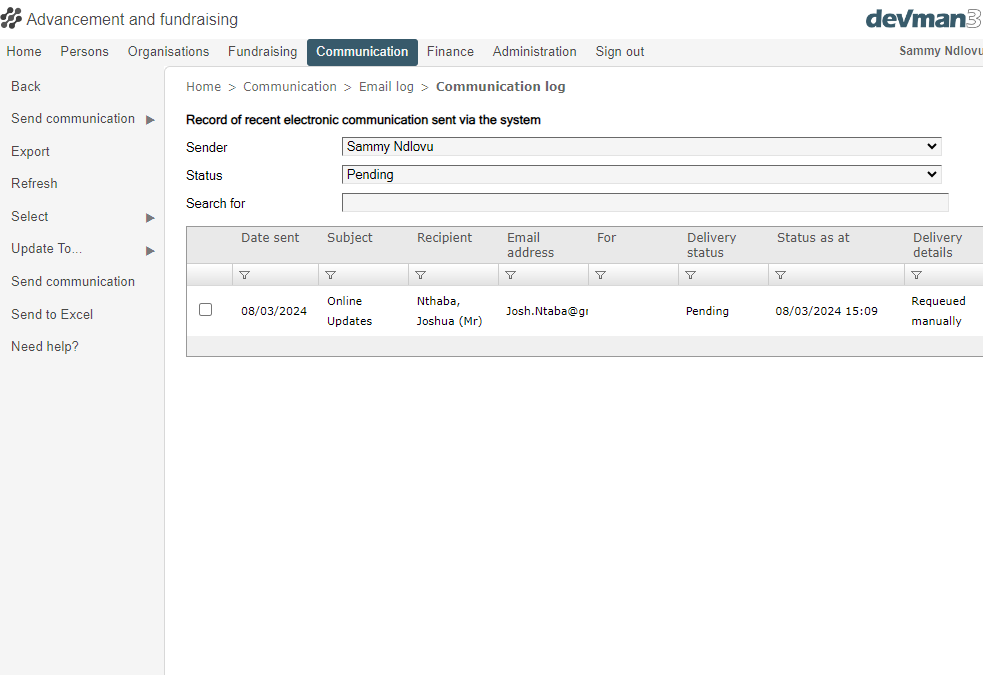 Advancement and fundraising
devman3
Home Persons Organisations Fundraising Communication Finance Administration Sign out
Sammy Ndlovu
Back
Send communication
Export
Refresh
Select
Update To...
Send communication
Send to Excel
Need help?
Home > Communication > Email log > Communication log
Record of recent electronic communication sent via the system
Sender Sammy Ndlovu
Status Pending
Search for
Date sent Subject Recipient Email address For Delivery status Status as at Delivery details
08/03/2024 Online Updates Nthaba, Joshua (Mr) Josh.Ntaba@gr Pending 08/03/2024 15:09 Requeued manually